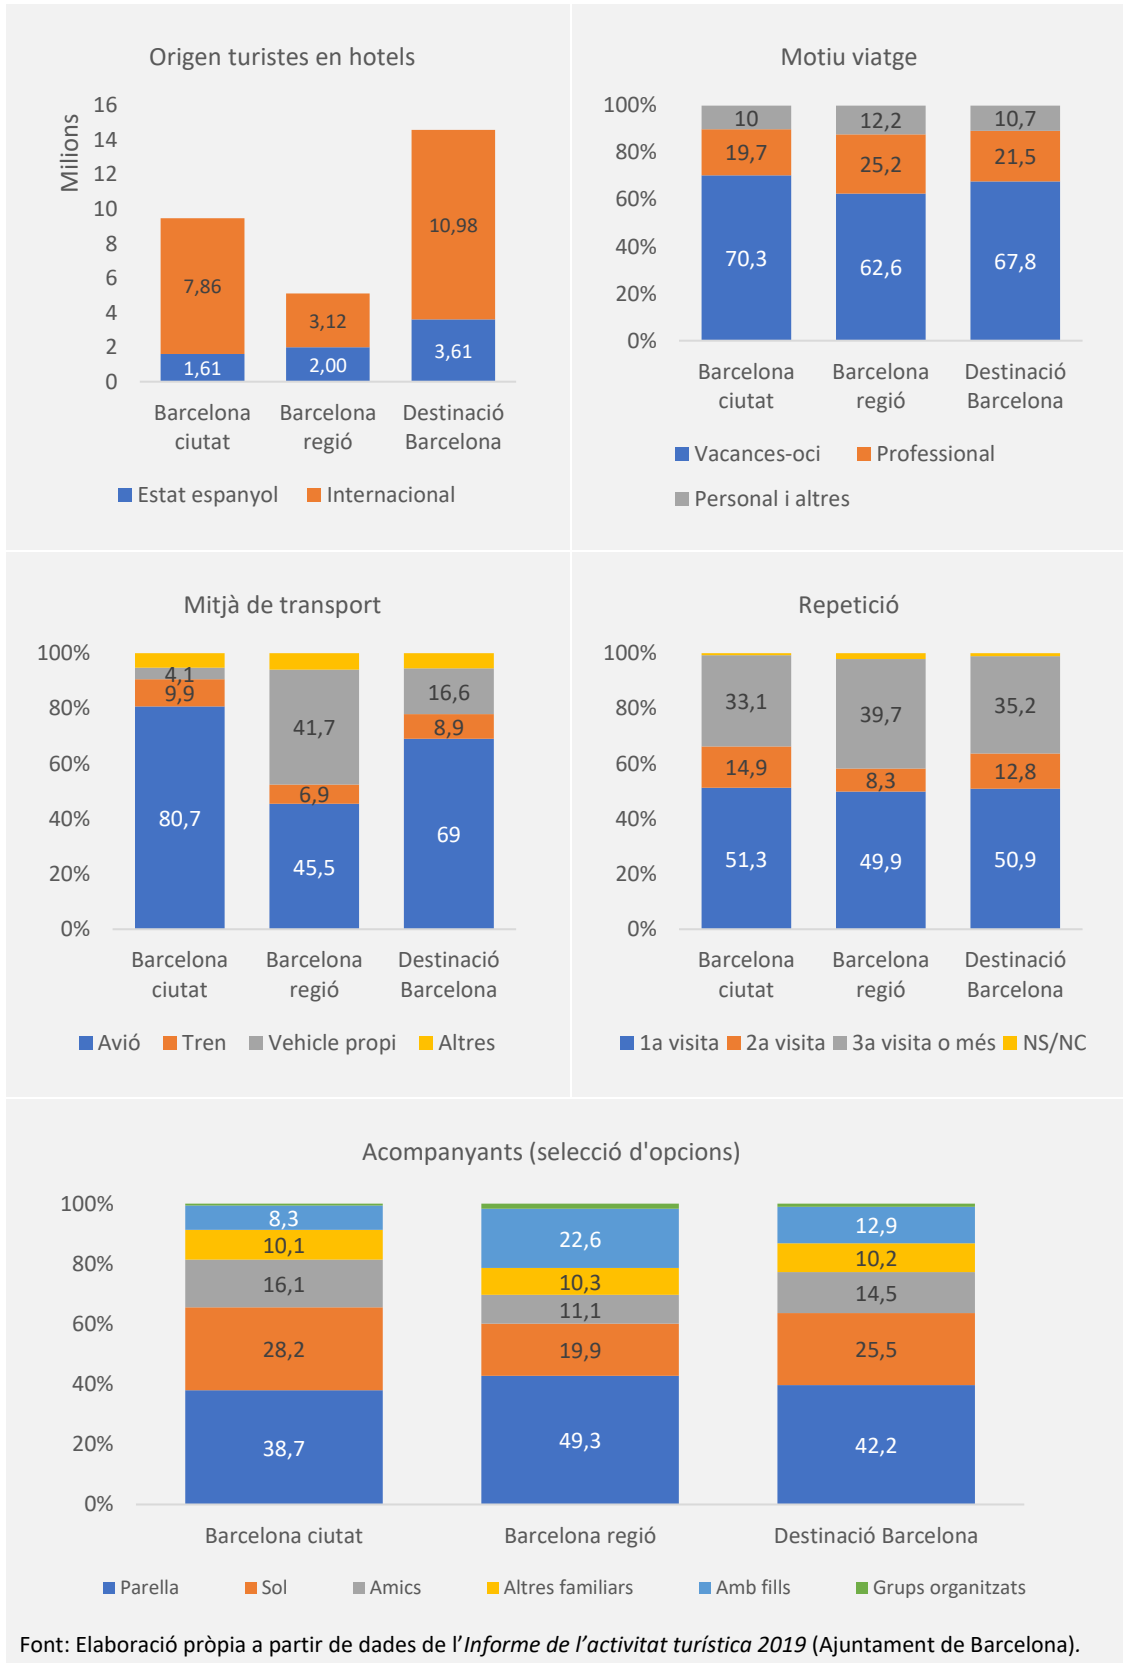 Origen turistes en hotels
Milions
16
14
12
10
8
6
4
2
0
7,86
1,61
3,12
2,00
10,98
3,61
Barcelona ciutat
Barcelona regió
Destinació Barcelona
Estat espanyol
Internacional
Motiu viatge
100%
80%
60%
40%
20%
0%
10
19,7
70,3
12,2
25,2
62,6
10,7
21,5
67,8
Barcelona ciutat
Barcelona regió
Destinació Barcelona
Vacances-oci
Professional
Personal i altres
Mitjà de transport
100%
80%
60%
40%
20%
0%
4,1
9,9
80,7
41,7
6,9
45,5
16,6
8,9
69
Barcelona ciutat
Barcelona regió
Destinació Barcelona
Avió
Tren
Vehicle propi
Altres
Repetició
100%
80%
60%
40%
20%
0%
33,1
14,9
51,3
39,7
8,3
49,9
35,2
12,8
50,9
Barcelona ciutat
Barcelona regió
Destinació Barcelona
1a visita
2a visita
3a visita o més
NS/NC
Acompanyants (selecció d'opcions)
100%
80%
60%
40%
20%
0%
8,3
10,1
16,1
28,2
38,7
22,6
10,3
11,1
19,9
49,3
12,9
10,2
14,5
25,5
42,2
Barcelona ciutat
Barcelona regió
Destinació Barcelona
Parella
Sol
Amics
Altres familiars
Amb fills
Grups organitzats
Font: Elaboració pròpia a partir de dades de l'Informe de l'activitat turística 2019 (Ajuntament de Barcelona).